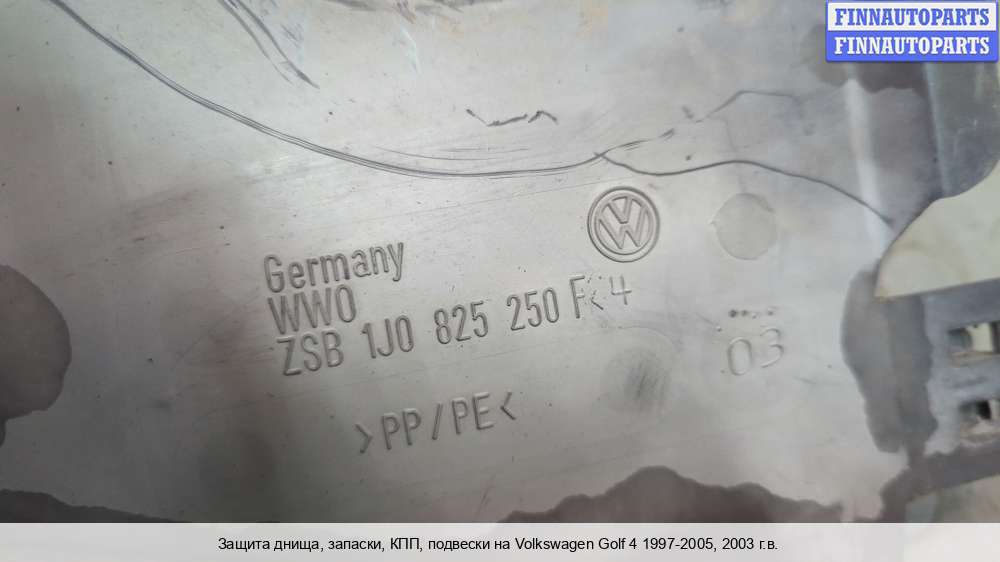 FINNAUTOPARTS
FINNAUTOPARTS
Germany
WWO
ZSB 1J0 825 250 F<4
03
>PP/PE<
Защита днища, запаски, КПП, подвески на Volkswagen Golf 4 1997-2005, 2003 г.в.